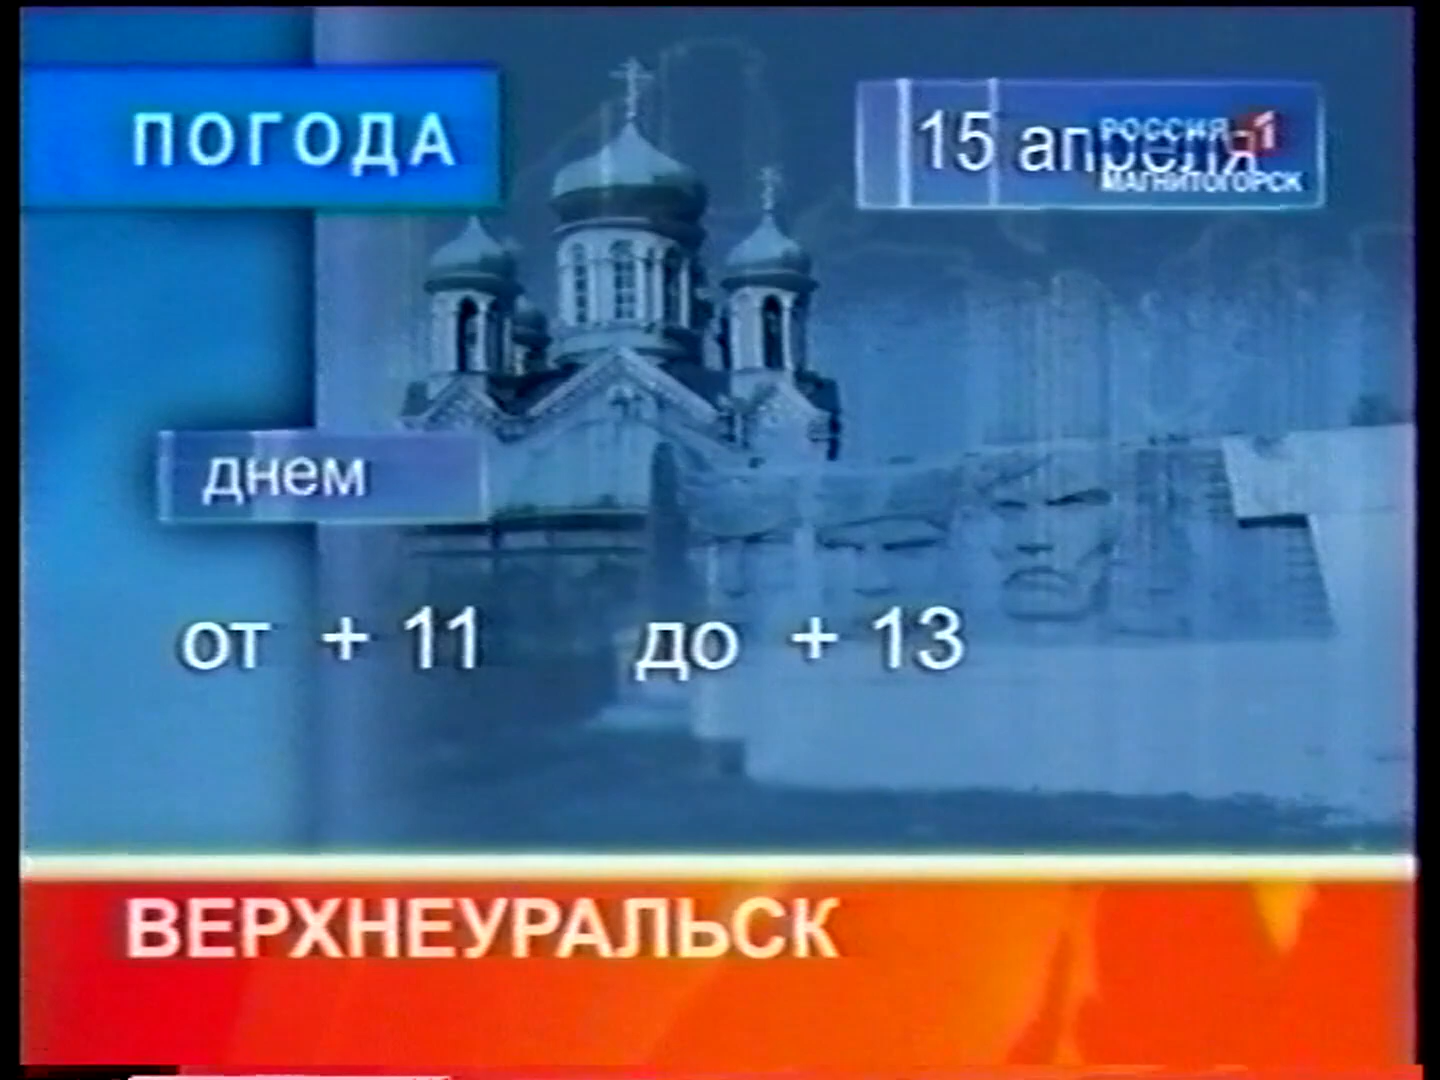 ПОГОДА
15 апреля
РОССИЯ-1
МАГНИТОГОРСК
днем
от + 11 до + 13
ВЕРХНЕУРАЛЬСК